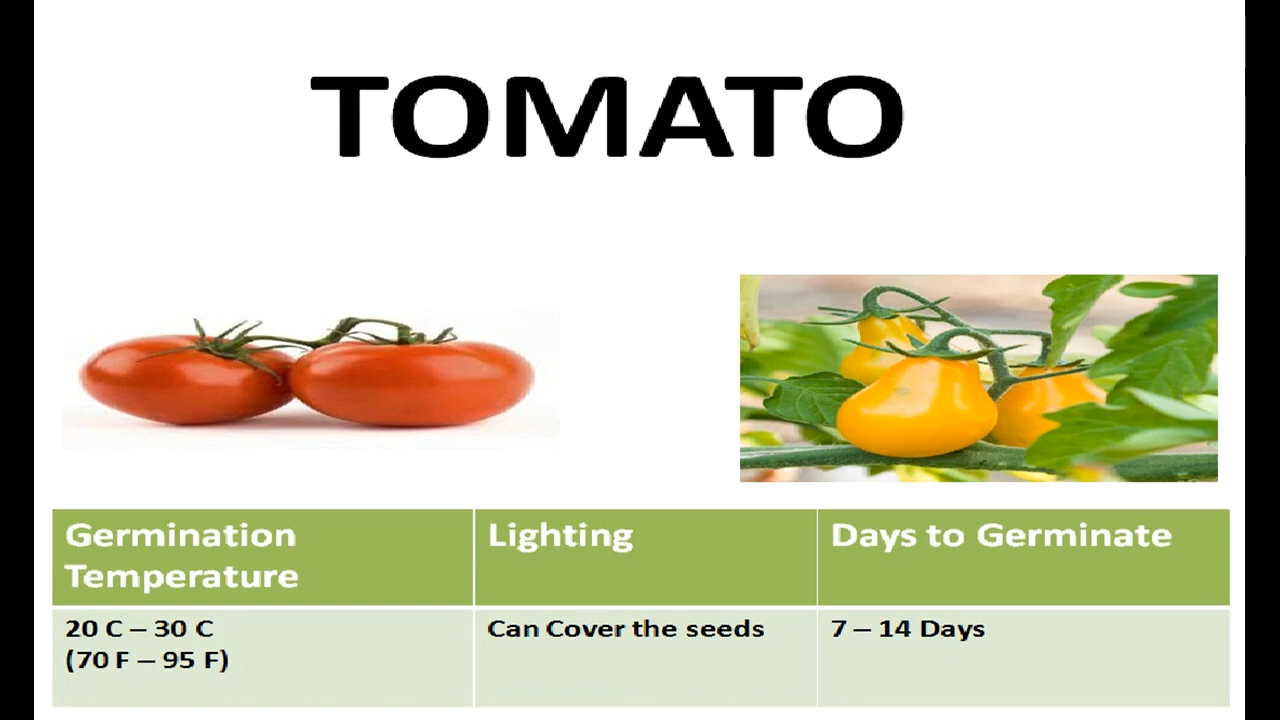 TOMATO
Germination
Temperature
Lighting
Days to Germinate
20 C – 30 C
(70 F – 95 F)
Can Cover the seeds
7 – 14 Days